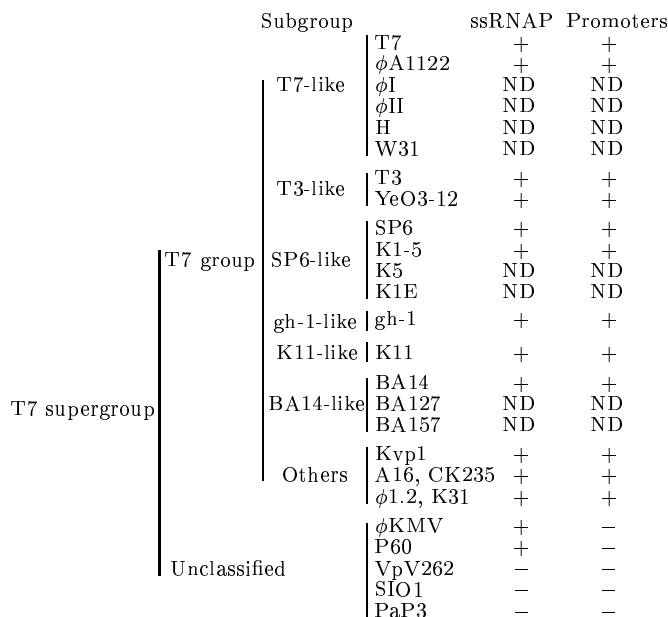 Subgroup ssRNAP Promoters
T7 + +
ϕA1122 + +
T7-like ϕI ND ND
ϕII ND ND
H ND ND
W31 ND ND
T3-like T3 + +
YeO3-12 + +
SP6 + +
K1-5 + +
T7 group SP6-like K5 ND ND
K1E ND ND
gh-1-like gh-1 + +
K11-like K11 + +
BA14 + +
T7 supergroup BA14-like BA127 ND ND
BA157 ND ND
Kvp1 + +
Others A16, CK235 + +
ϕ1.2, K31 + +
ϕKMV + −
P60 + −
Unclassified VpV262 − −
SIO1 − −
PaP3 − −